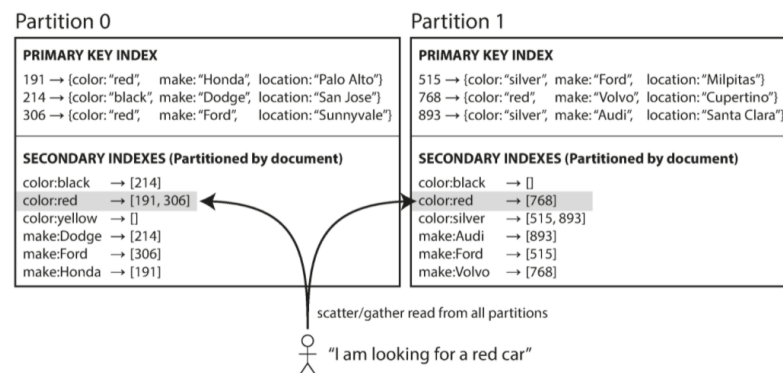 Partition 0
PRIMARY KEY INDEX
191 → {color: “red”, make: “Honda”, location: “Palo Alto”}
214 → {color: “black”, make: “Dodge”, location: “San Jose”}
306 → {color: “red”, make: “Ford”, location: “Sunnyvale”}
SECONDARY INDEXES (Partitioned by document)
color:black → [214]
color:red → [191, 306]
color:yellow → []
make:Dodge → [214]
make:Ford → [306]
make:Honda → [191]
Partition 1
PRIMARY KEY INDEX
515 → {color: “silver”, make: “Ford”, location: “Milpitas”}
768 → {color: “red”, make: “Volvo”, location: “Cupertino”}
893 → {color: “silver”, make: “Audi”, location: “Santa Clara”}
SECONDARY INDEXES (Partitioned by document)
color:black → []
color:red → [768]
color:silver → [515, 893]
make:Audi → [893]
make:Ford → [515]
make:Volvo → [768]
scatter/gather read from all partitions
“I am looking for a red car”